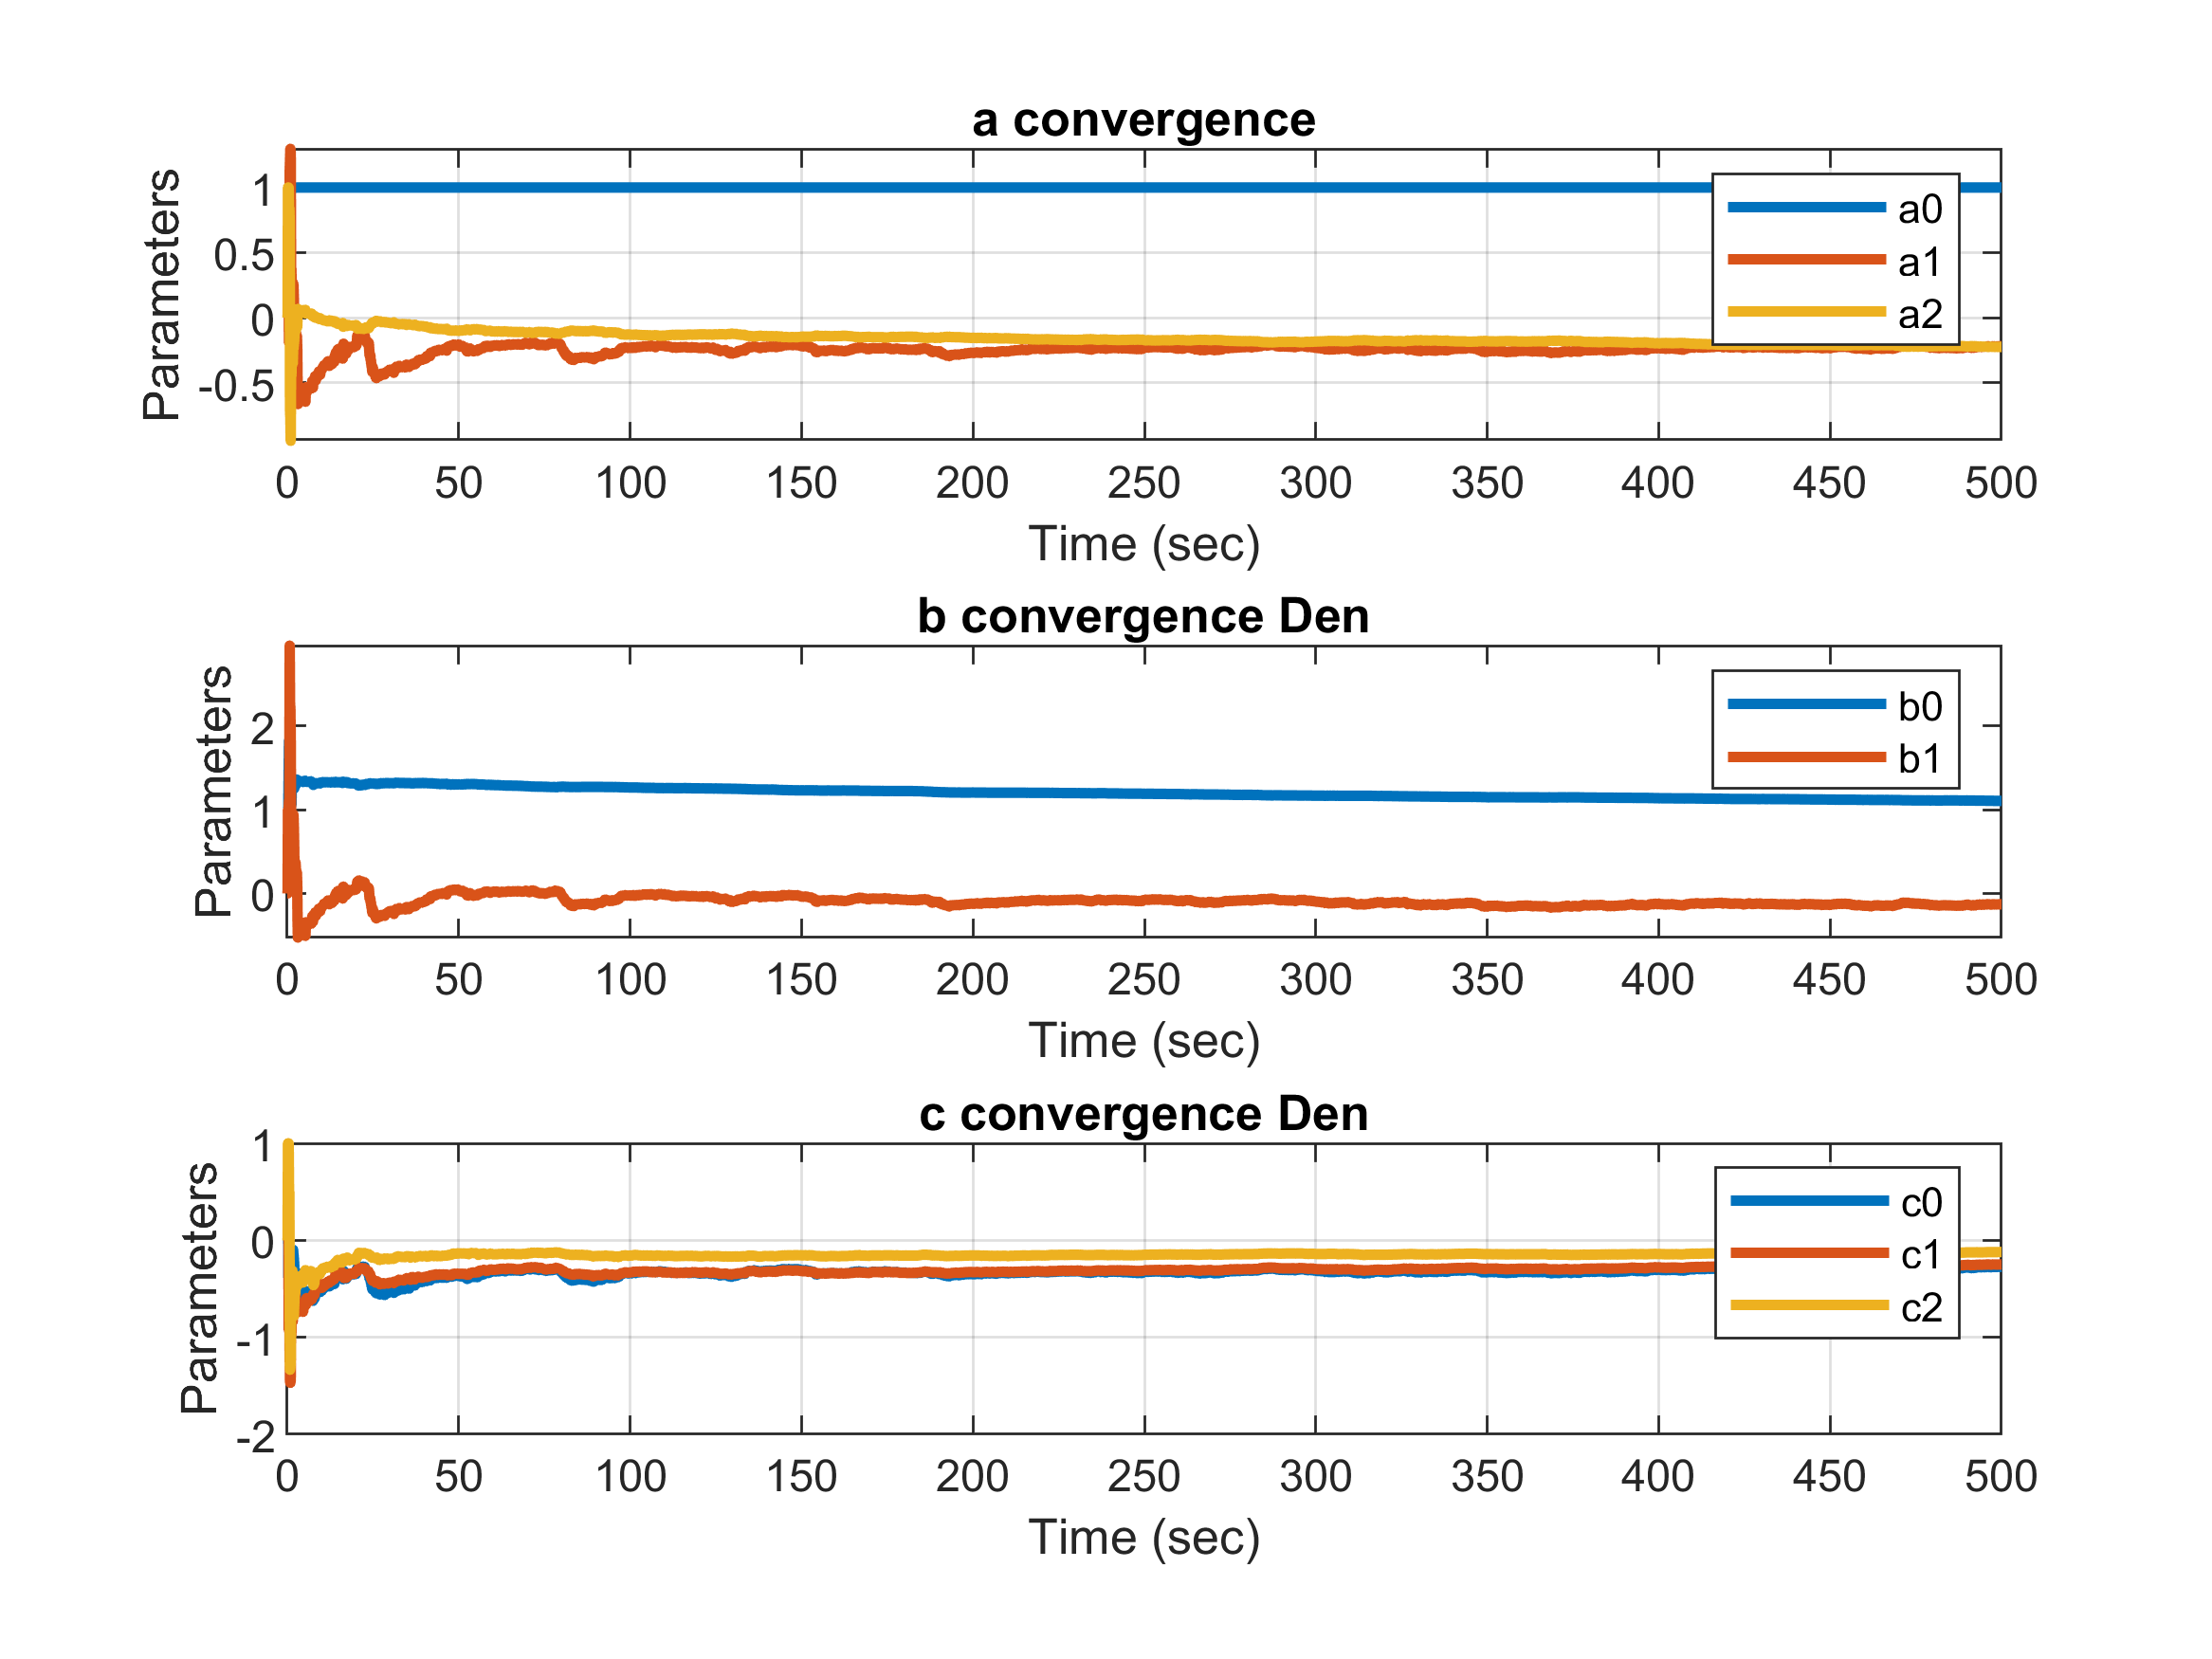 a convergence
Parameters
1
0.5
0
-0.5
a0
a1
a2
0 50 100 150 200 250 300 350 400 450 500
Time (sec)
b convergence Den
Parameters
2
1
0
b0
b1
0 50 100 150 200 250 300 350 400 450 500
Time (sec)
c convergence Den
Parameters
1
0
-1
-2
c0
c1
c2
0 50 100 150 200 250 300 350 400 450 500
Time (sec)